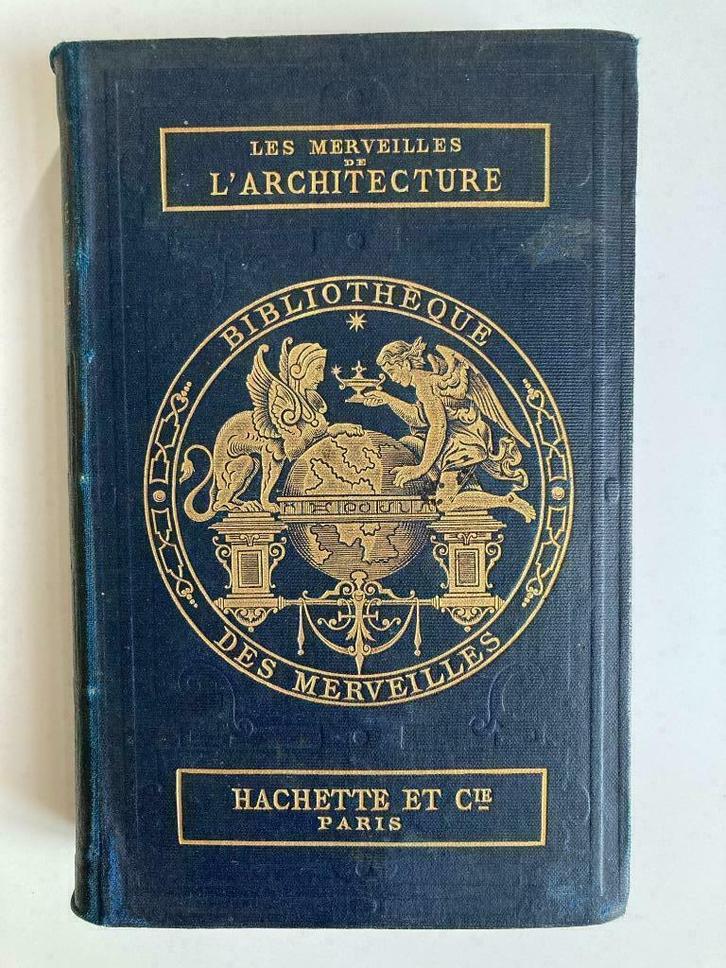 LES MERVEILLES
DE
L'ARCHITECTURE
BIBLIOTHÈQUE
DES MERVEILLES
HACHETTE ET CIE
PARIS